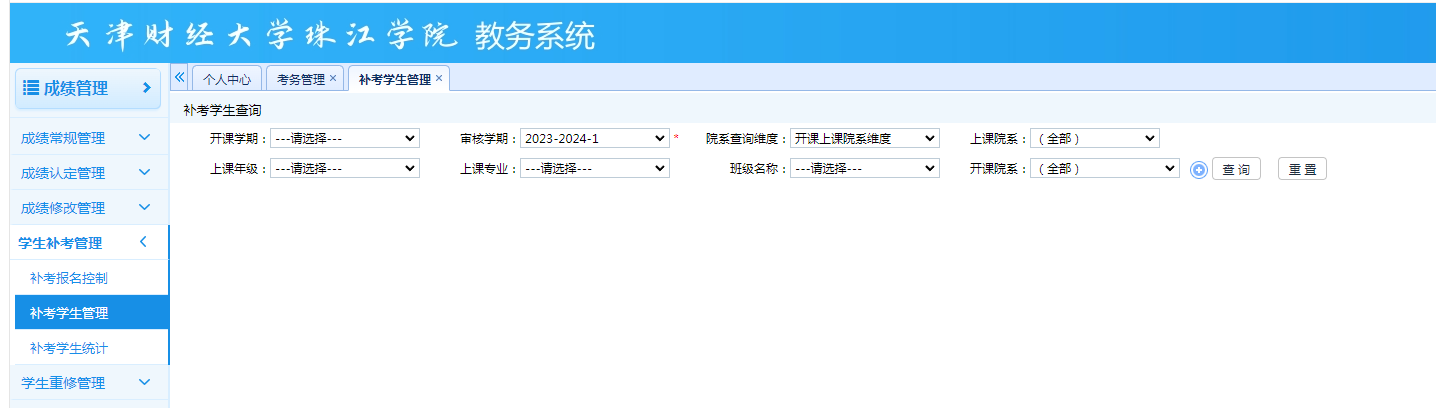 天津财经大学珠江学院 教务系统
成绩管理
个人中心 考务管理 × 补考学生管理 ×
补考学生查询
成绩常规管理
成绩认定管理
成绩修改管理
学生补考管理
补考报名控制
补考学生管理
补考学生统计
学生重修管理
开课学期： ---请选择--- 审核学期： 2023-2024-1 * 院系查询维度： 开课上课院系维度 上课院系： （全部）
上课年级： ---请选择--- 上课专业： ---请选择--- 班级名称： ---请选择--- 开课院系： （全部） 查 询 重 置